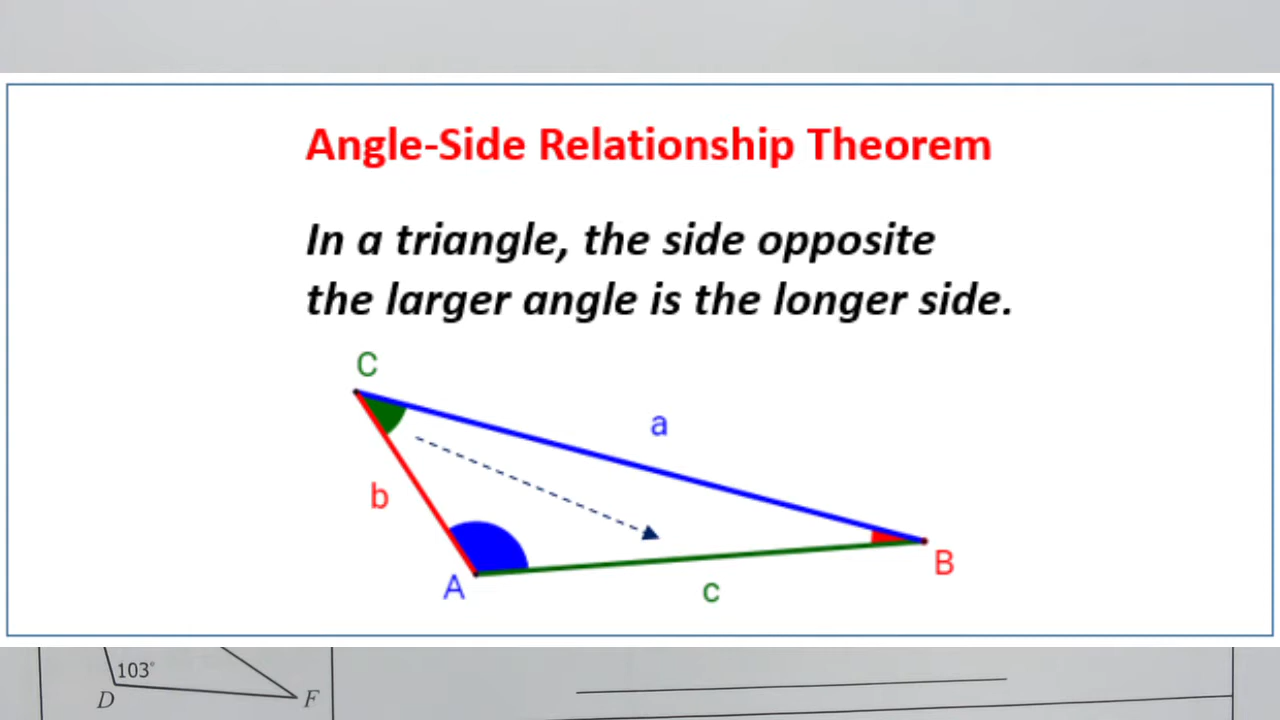 Angle-Side Relationship Theorem
In a triangle, the side opposite
the larger angle is the longer side.
C
a
b
A
B
c
103°
D
F